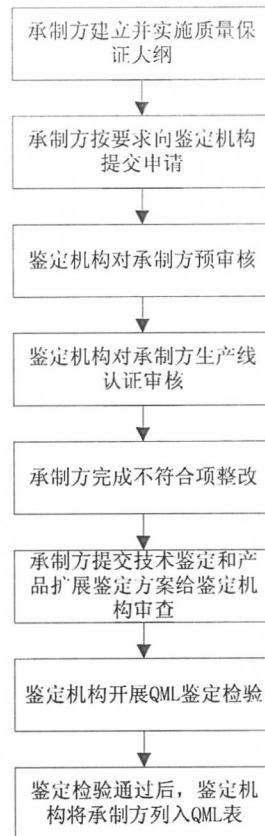 承制方建立并实施质量保
证大纲
承制方按要求向鉴定机构
提交申请
鉴定机构对承制方预审核
鉴定机构对承制方生产线
认证审核
承制方完成不符合项整改
承制方提交技术鉴定和产
品扩展鉴定方案给鉴定机
构审查
鉴定机构开展QML鉴定检验
鉴定检验通过后，鉴定机
构将承制方列入QML表